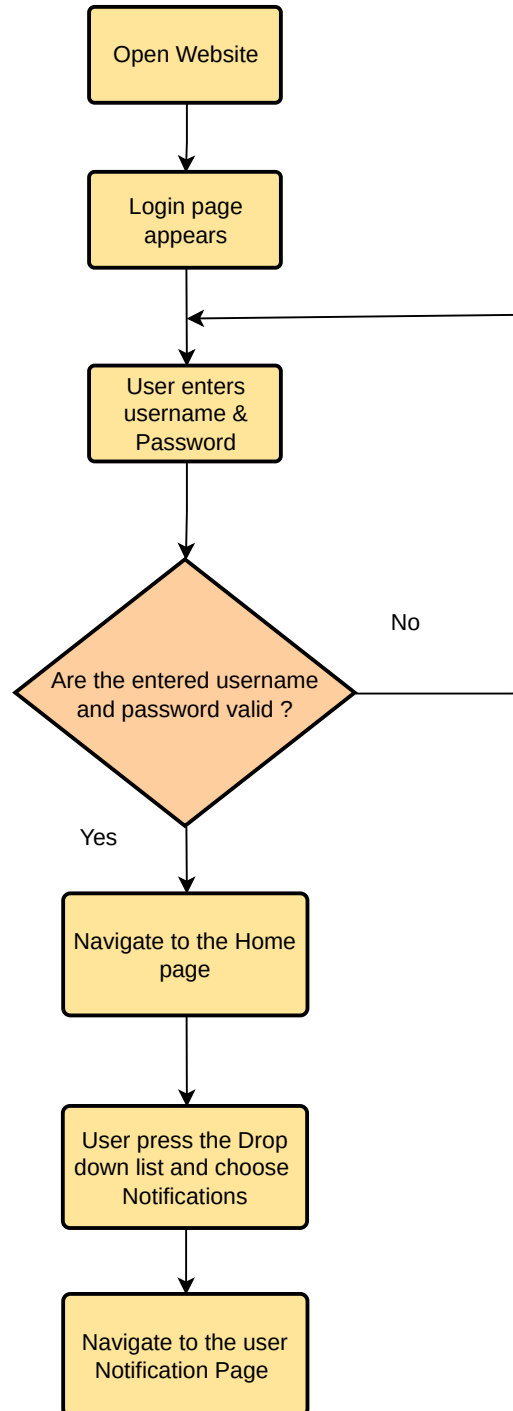 Open Website
Login page
appears
User enters
username &
Password
No
Are the entered username
and password valid ?
Yes
Navigate to the Home
page
User press the Drop
down list and choose
Notifications
Navigate to the user
Notification Page